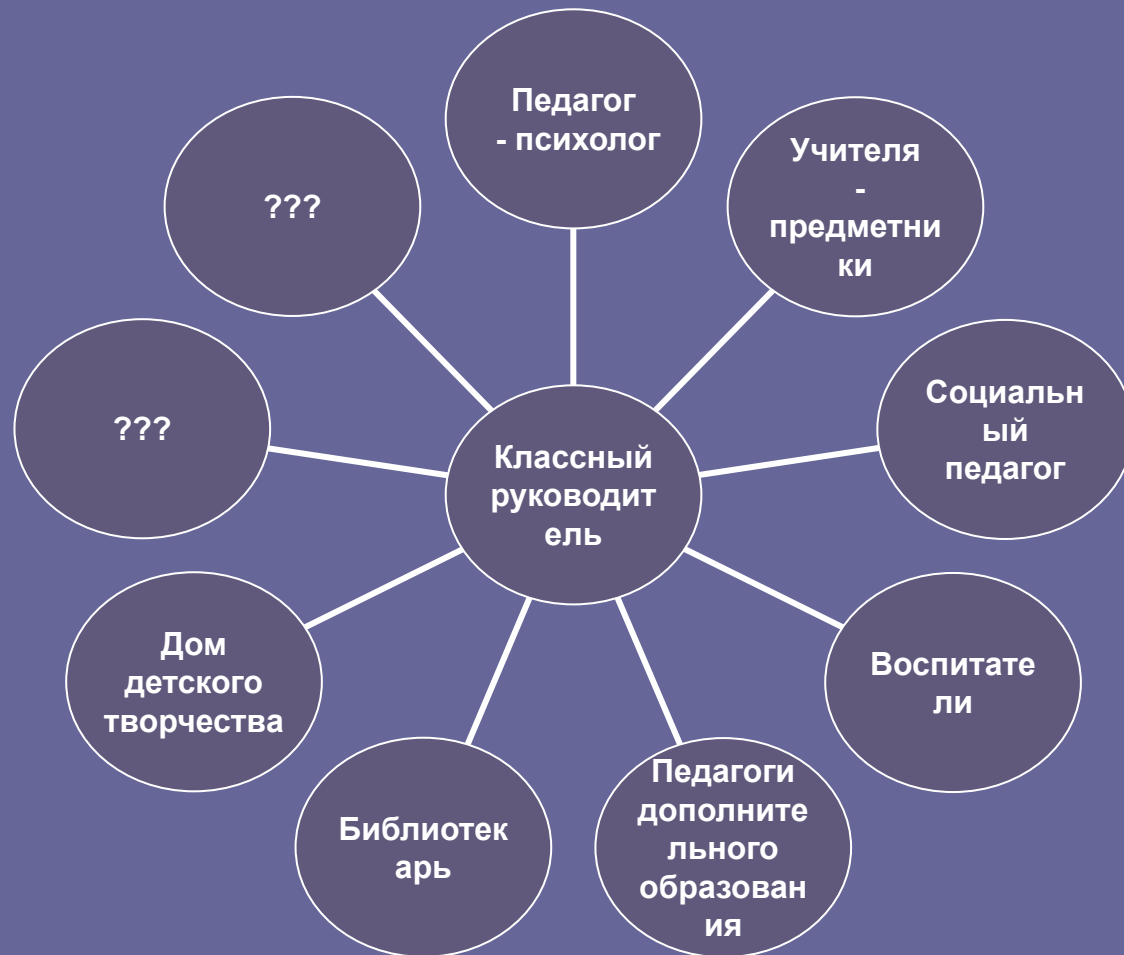 Педагог
- психолог
Учителя
-
предметни
ки
Социальн
ый
педагог
Воспитате
ли
Педагоги
дополните
льного
образован
ия
Библиотек
арь
Дом
детского
творчества
???
???
Классный
руководит
ель